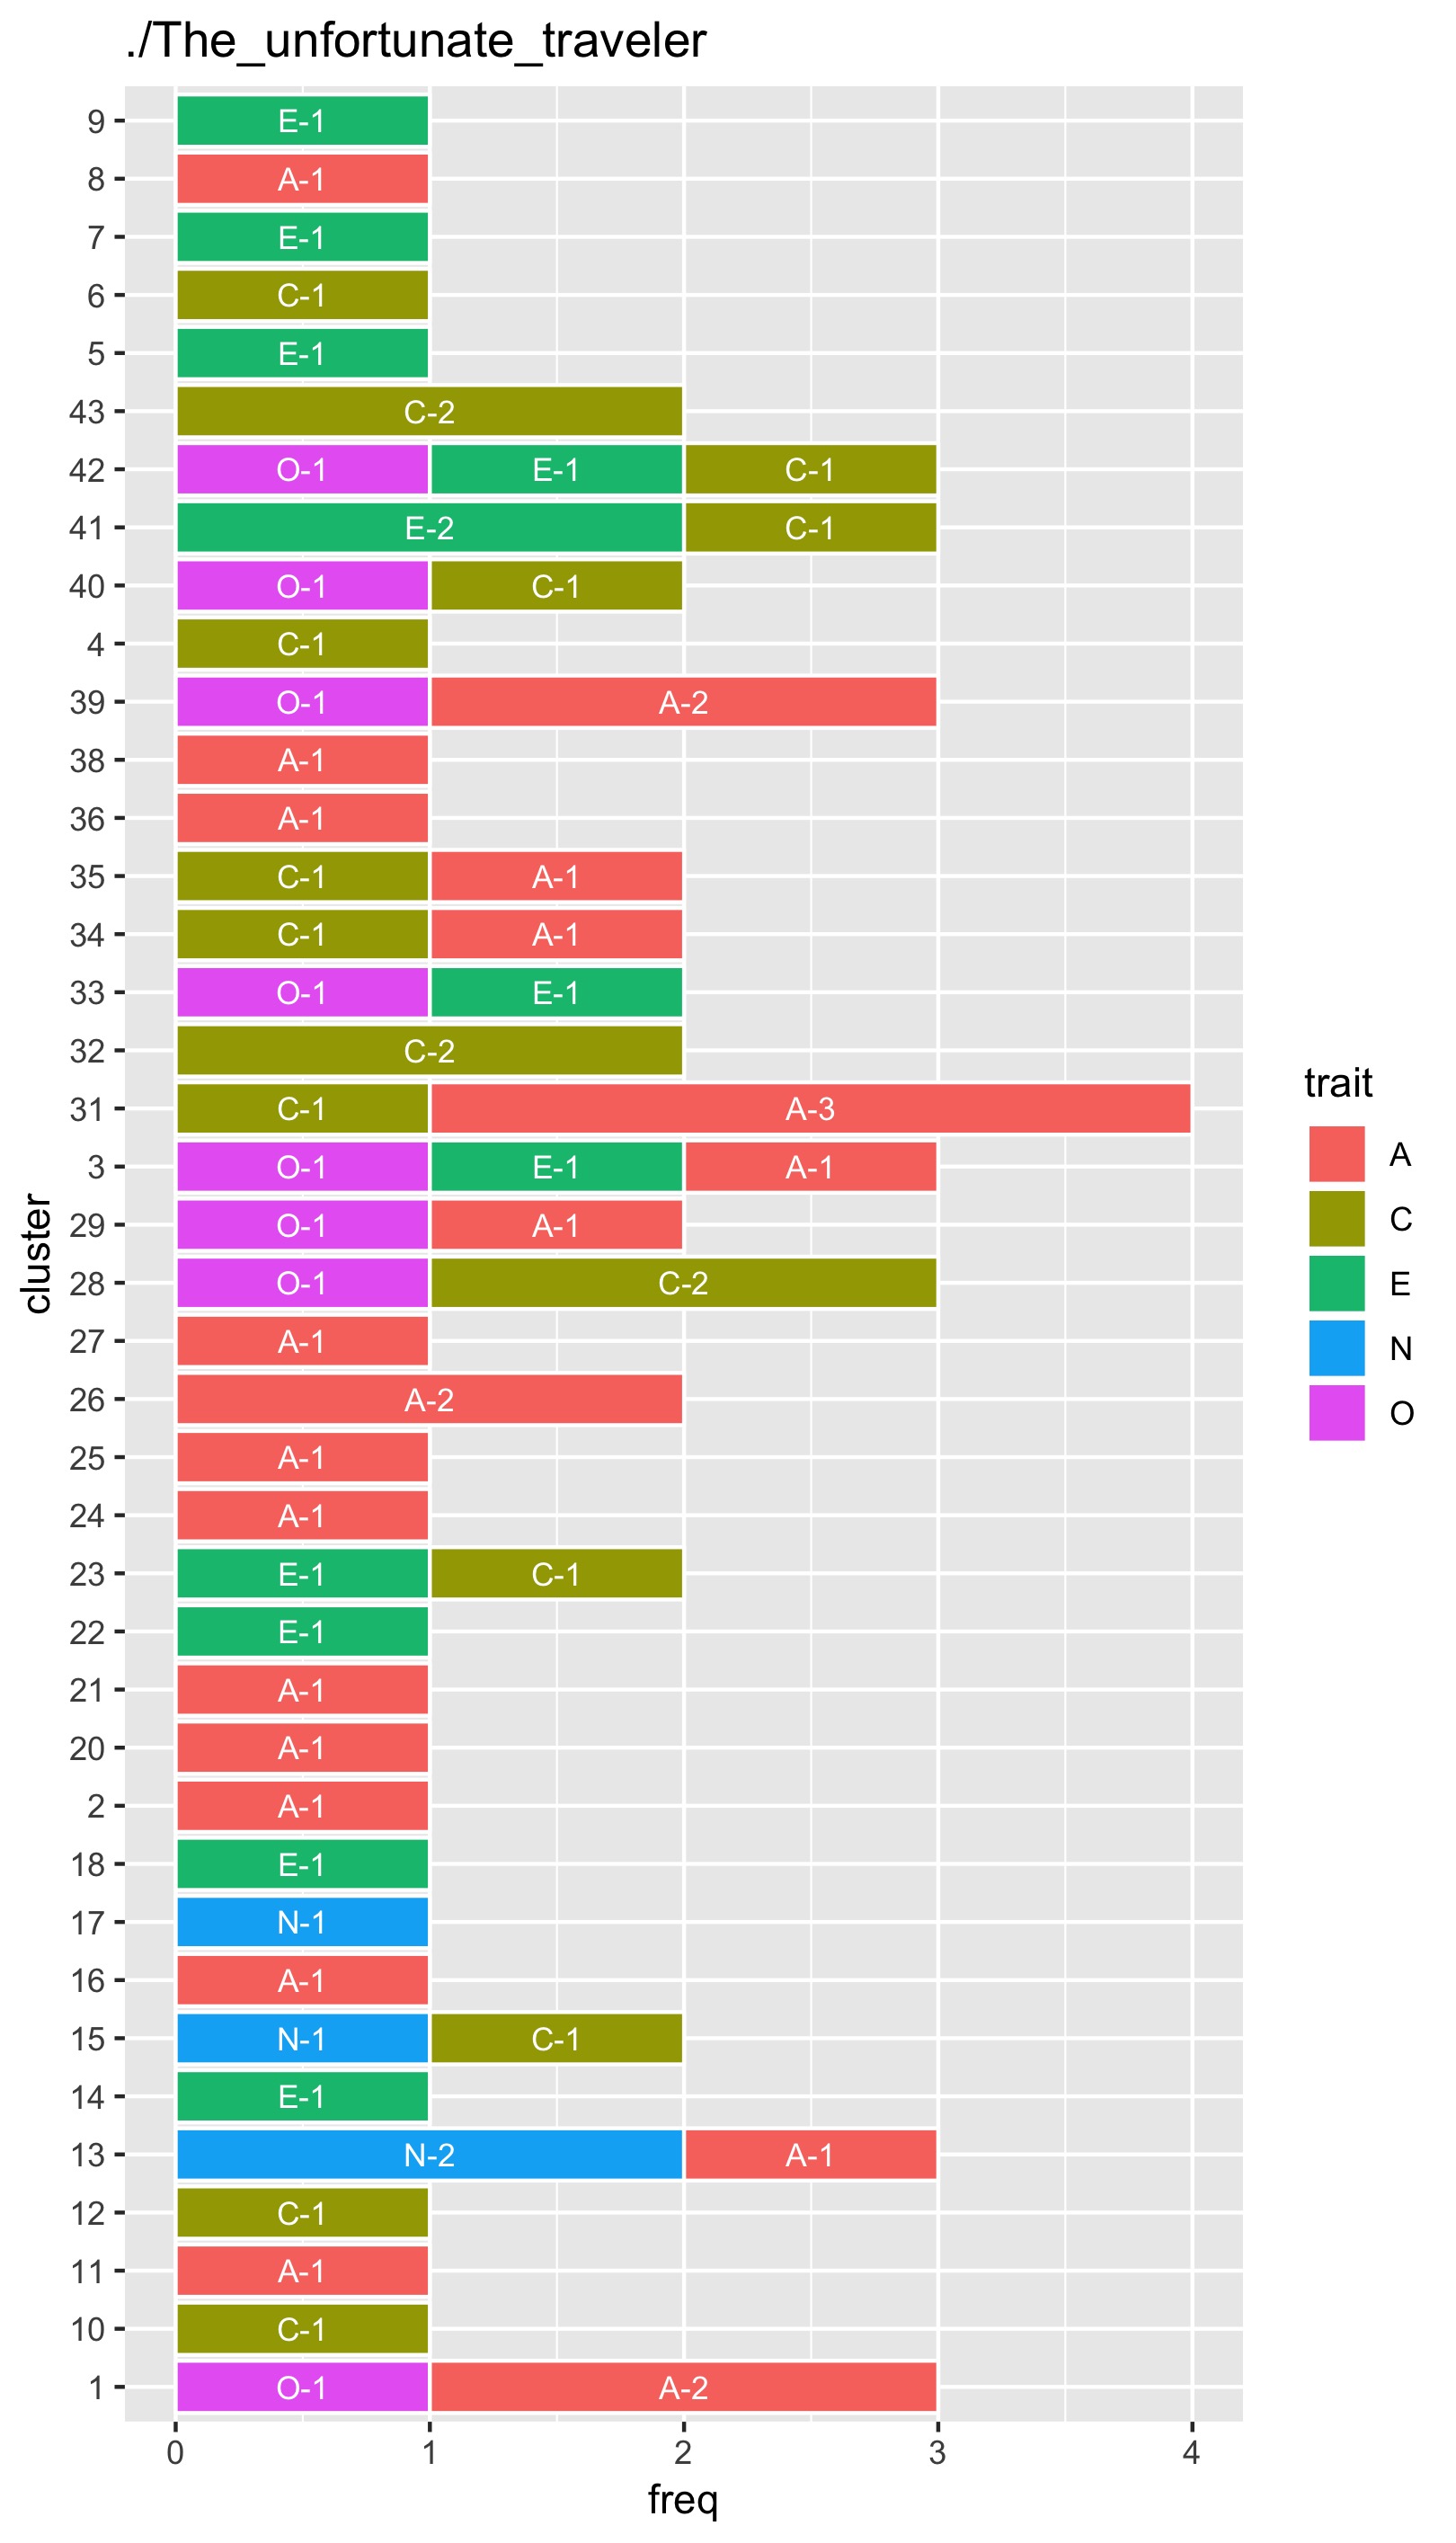 ./The_unfortunate_traveler
9 E-1
8 A-1
7 E-1
6 C-1
5 E-1
43 C-2
42 O-1 E-1 C-1
41 E-2 C-1
40 O-1 C-1
4 C-1
39 O-1 A-2
38 A-1
36 A-1
35 C-1 A-1
34 C-1 A-1
33 O-1 E-1
32 C-2
31 C-1 A-3
3 O-1 E-1 A-1
29 O-1 A-1
28 O-1 C-2
27 A-1
26 A-2
25 A-1
24 A-1
23 E-1 C-1
22 E-1
21 A-1
20 A-1
2 A-1
18 E-1
17 N-1
16 A-1
15 N-1 C-1
14 E-1
13 N-2 A-1
12 C-1
11 A-1
10 C-1
1 O-1 A-2
0 1 2 3 4
freq
cluster
trait
A
C
E
N
O